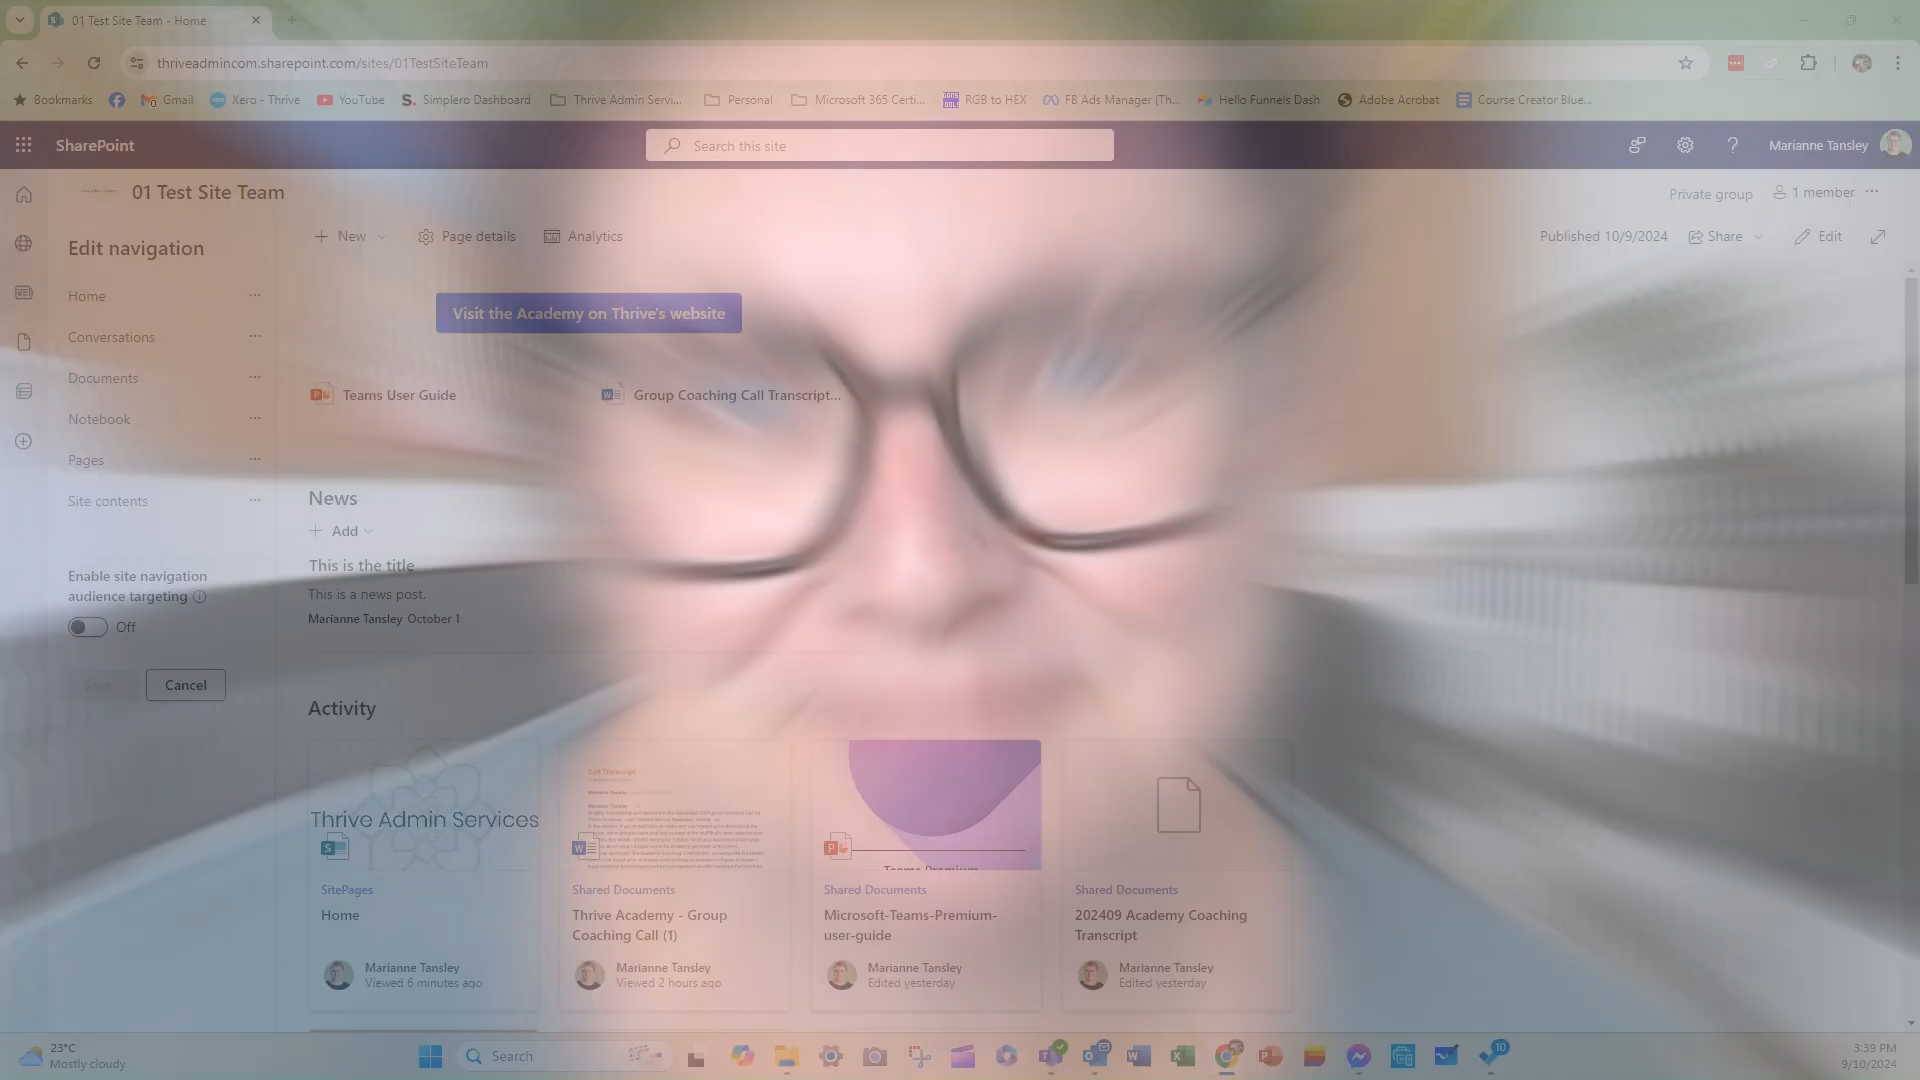 01 Test Site Team - Home
thriveadmincom.sharepoint.com/sites/01TestSiteTeam
Bookmarks
Gmail
Xero - Thrive
YouTube
Simplero Dashboard
Thrive Admin Servi...
Personal
Microsoft 365 Certi...
RGB to HEX
FB Ads Manager (Th...
Hello Funnels Dash
Adobe Acrobat
Course Creator Blue...
SharePoint
Search this site
Marianne Tansley
01 Test Site Team
Private group
1 member
Edit navigation
New
Page details
Analytics
Published 10/9/2024
Share
Edit
Home
Conversations
Documents
Notebook
Pages
Site contents
Enable site navigation
audience targeting
Off
Save
Cancel
Visit the Academy on Thrive's website
Teams User Guide
Group Coaching Call Transcript...
News
Add
This is the title
This is a news post.
Marianne Tansley October 1
Activity
Thrive Admin Services
SitePages
Home
Marianne Tansley
Viewed 6 minutes ago
Call Transcript
Shared Documents
Thrive Academy - Group
Coaching Call (1)
Marianne Tansley
Viewed 2 hours ago
Teams Premium
Shared Documents
Microsoft-Teams-Premium-
user-guide
Marianne Tansley
Edited yesterday
Shared Documents
202409 Academy Coaching
Transcript
Marianne Tansley
Edited yesterday
23°C
Mostly cloudy
Search
10
3:39 PM
9/10/2024